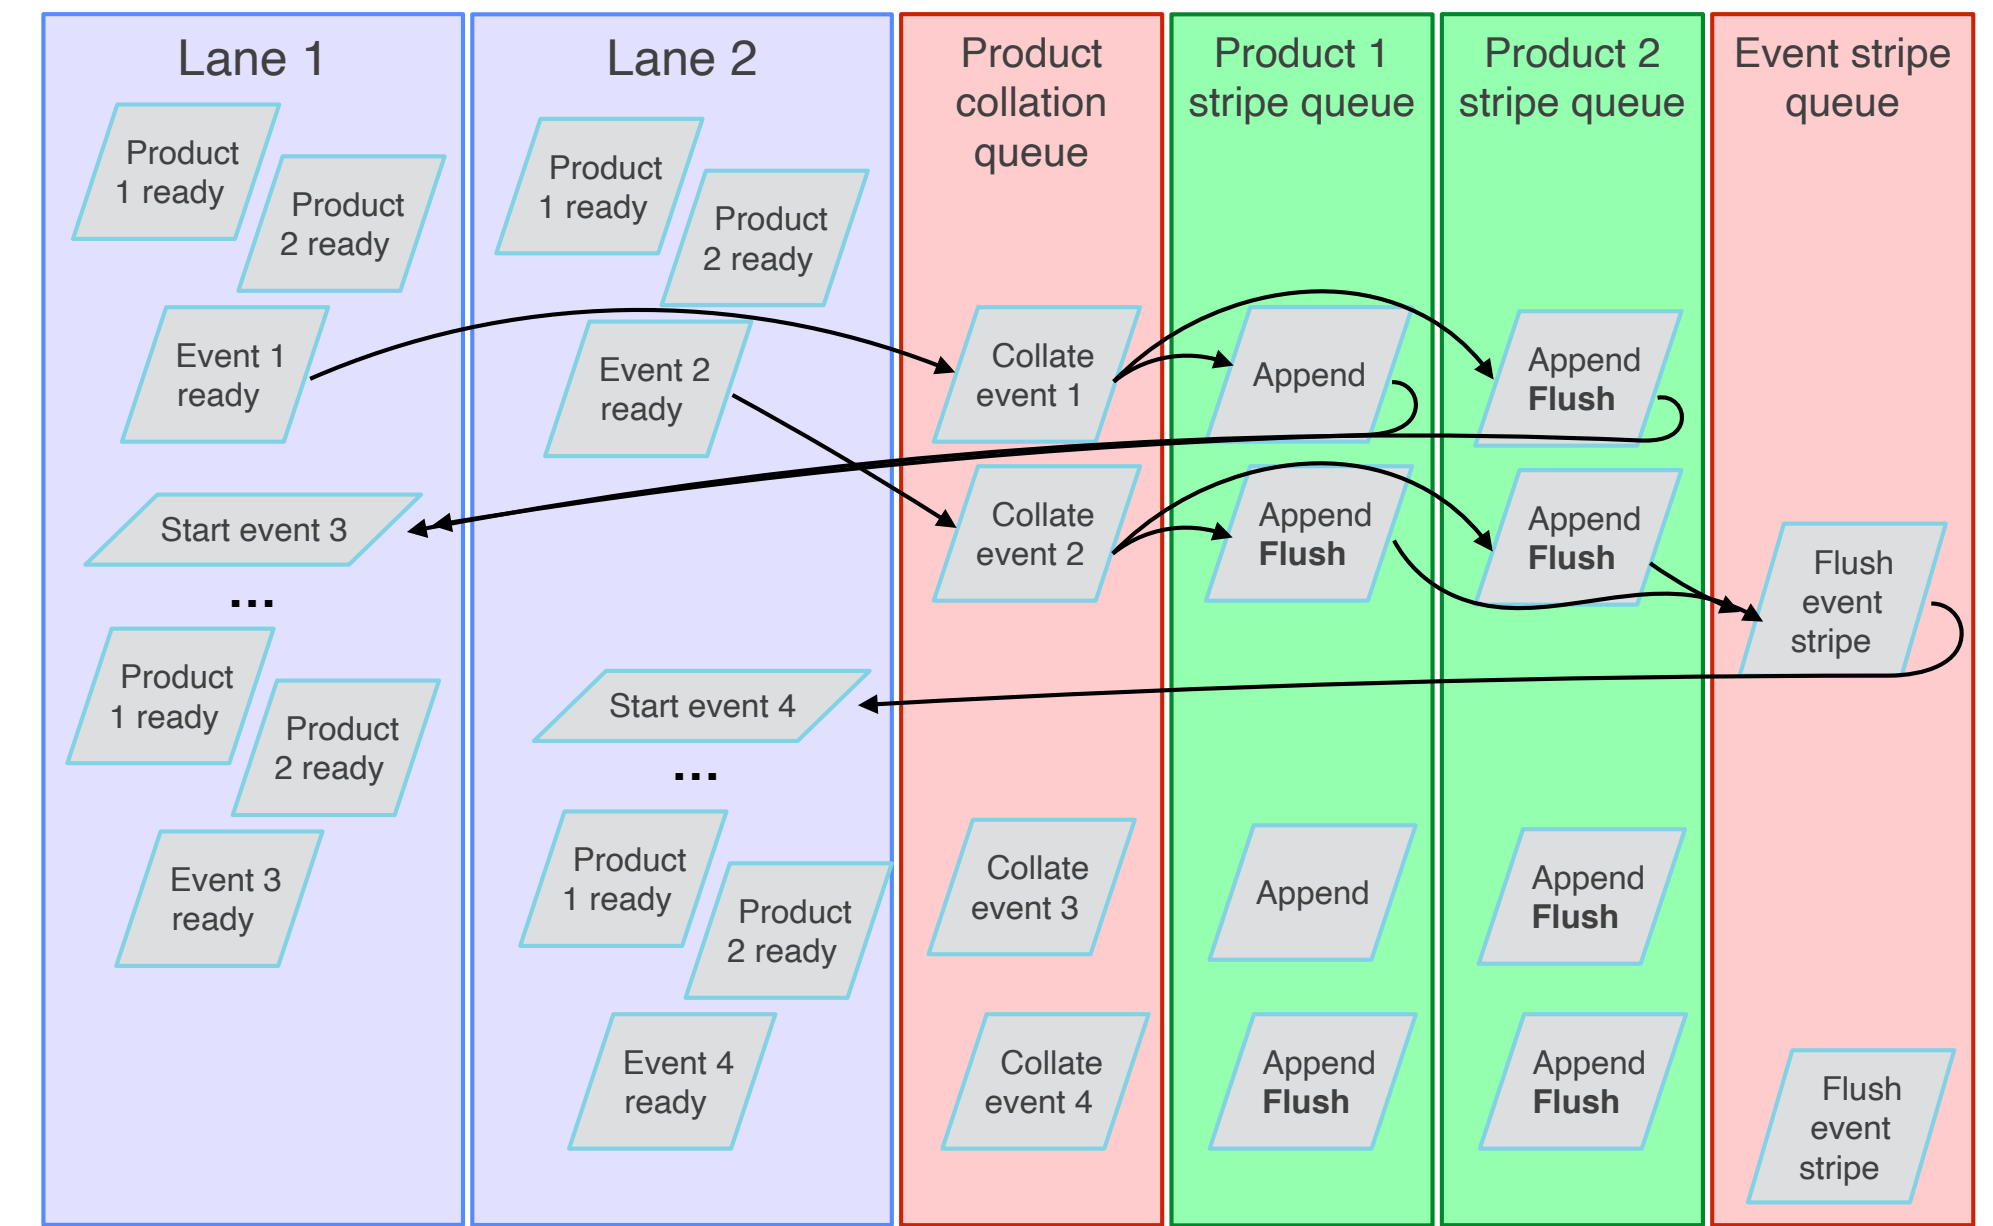 Lane 1
Product
1 ready
Product
2 ready
Event 1
ready
Start event 3
...
Product
1 ready
Product
2 ready
Event 3
ready
Lane 2
Product
1 ready
Product
2 ready
Event 2
ready
Start event 4
...
Product
1 ready
Product
2 ready
Event 4
ready
Product
collation
queue
Collate
event 1
Collate
event 2
Collate
event 3
Collate
event 4
Product 1
stripe queue
Append
Append
Flush
Append
Append
Flush
Product 2
stripe queue
Append
Flush
Append
Flush
Append
Flush
Append
Flush
Event stripe
queue
Flush
event
stripe
Flush
event
stripe